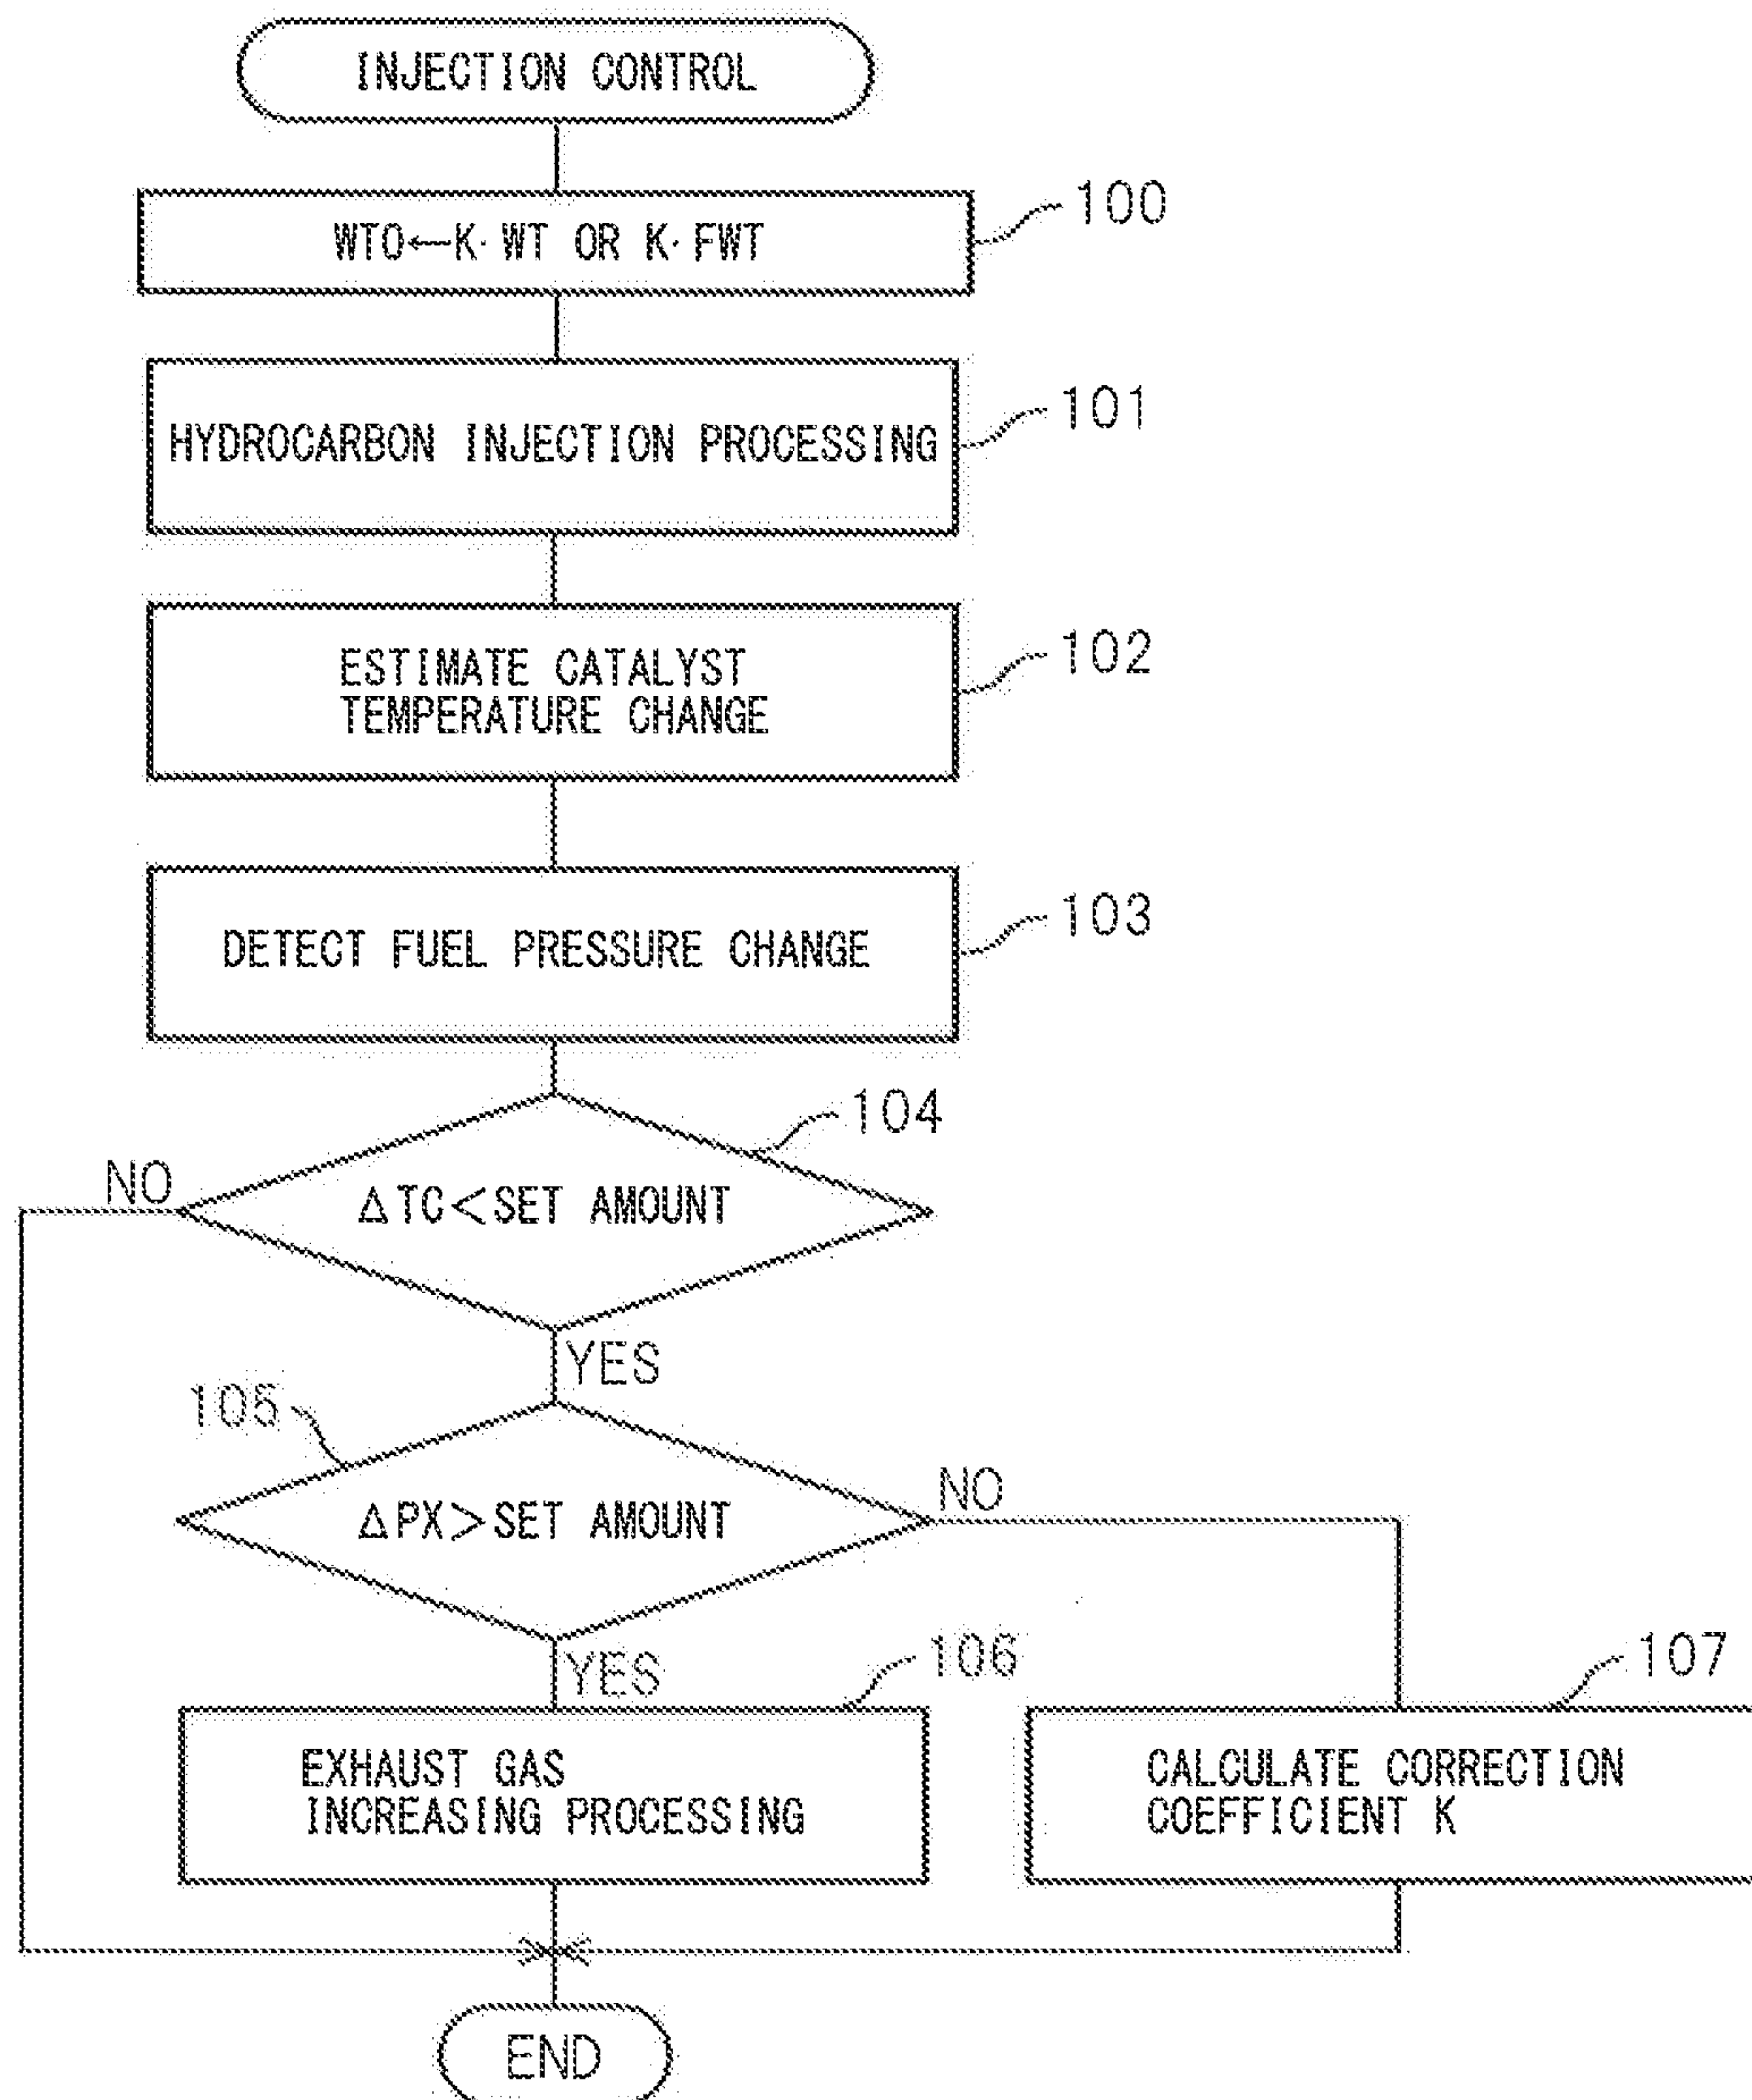 INJECTION CONTROL
WTO←K・WT OR K・FWT
100
HYDROCARBON INJECTION PROCESSING
101
ESTIMATE CATALYST
TEMPERATURE CHANGE
102
DETECT FUEL PRESSURE CHANGE
103
104
NO
ΔTC<SET AMOUNT
YES
105
ΔPX>SET AMOUNT
NO
YES
106
107
EXHAUST GAS
INCREASING PROCESSING
CALCULATE CORRECTION
COEFFICIENT K
END